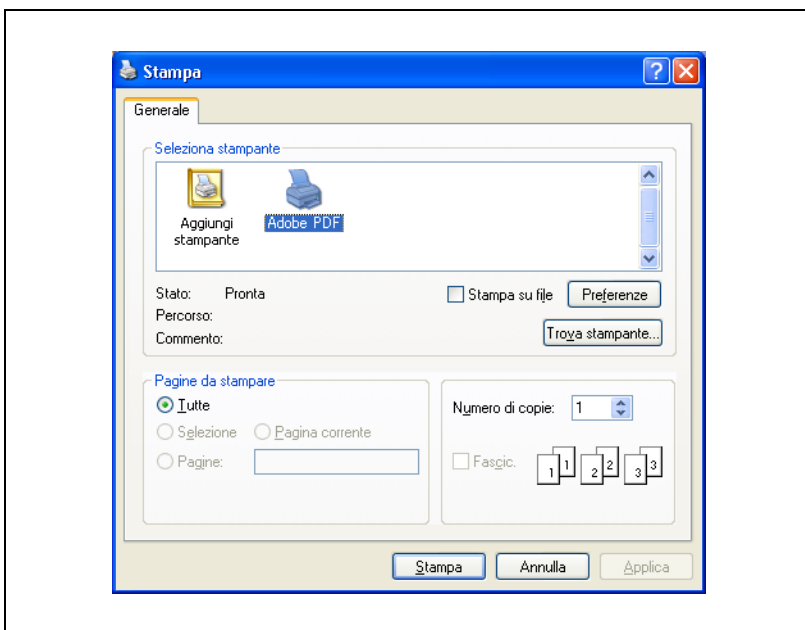 Stampa
Generale
Seleziona stampante
Aggiungi
stampante
Adobe PDF
Stato: Pronta
Percorso:
Commento:
Stampa su file
Preferenze
Trova stampante...
Pagine da stampare
Tutte
Selezione
Pagina corrente
Pagine:
Numero di copie: 1
Fascic.
1 1 2 2 3 3
Stampa
Annulla
Applica